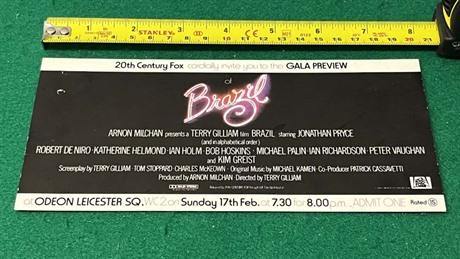 STANLEY
20th Century Fox cordially invite you to the GALA PREVIEW
of
Brazil
ARNON MILCHAN presents a TERRY GILLIAM film BRAZIL starring JONATHAN PRYCE
(and in alphabetical order)
ROBERT DE NIRO · KATHERINE HELMOND · IAN HOLM · BOB HOSKINS · MICHAEL PALIN · IAN RICHARDSON · PETER VAUGHAN
and KIM GREIST
Screenplay by TERRY GILLIAM · TOM STOPPARD · CHARLES McKEOWN · Original Music by MICHAEL KAMEN · Co-Producer PATRICK CASSAVETTI
Produced by ARNON MILCHAN · Directed by TERRY GILLIAM
at ODEON LEICESTER SQ. WC2 on Sunday 17th Feb. at 7.30 for 8.00p.m. ADMIT ONE Rated 15